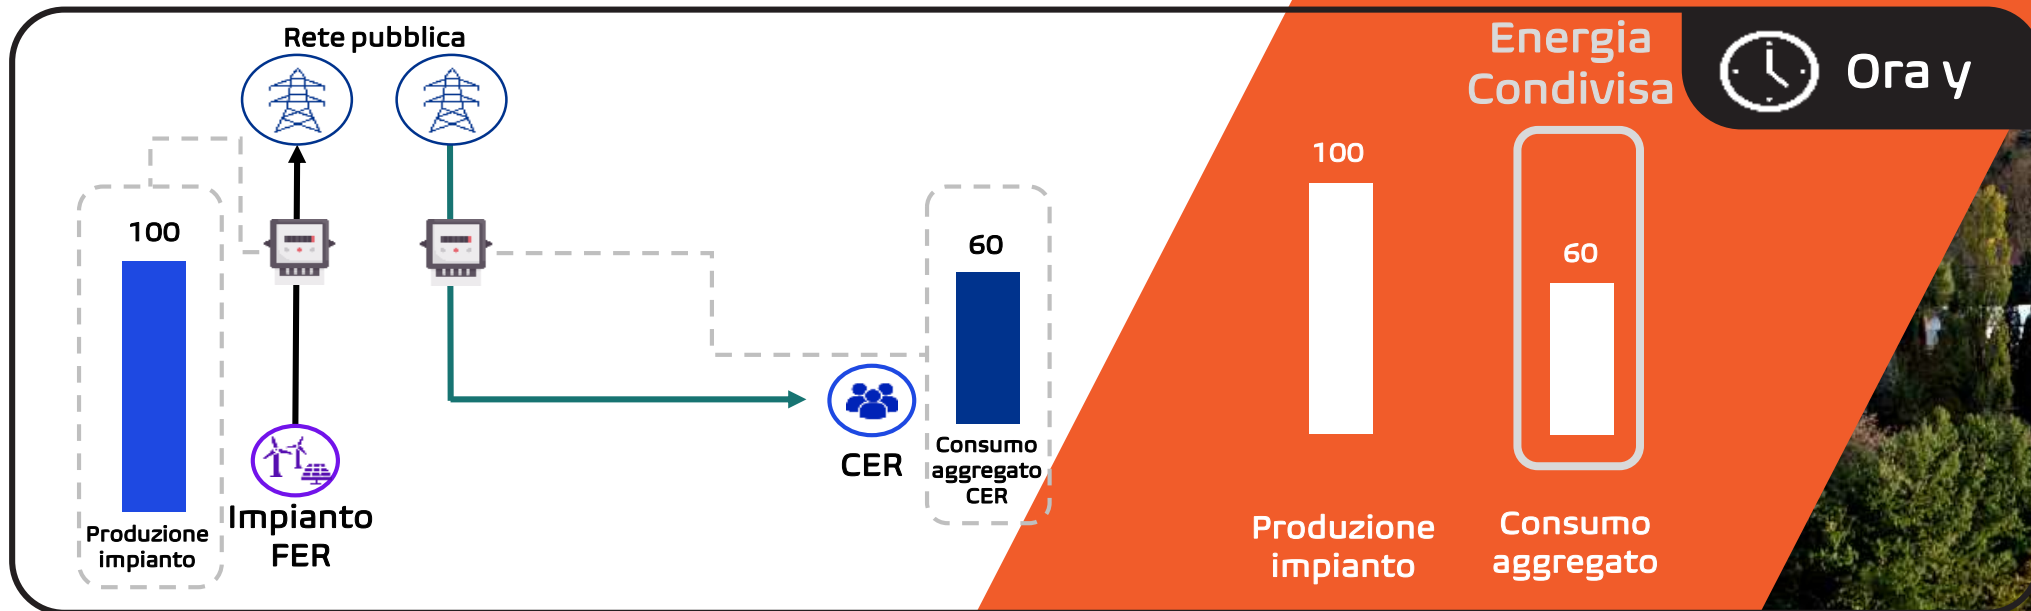 Rete pubblica
100
Produzione
impianto
Impianto
FER
CER
60
Consumo
aggregato
CER
Energia
Condivisa
Ora y
100
Produzione
impianto
60
Consumo
aggregato